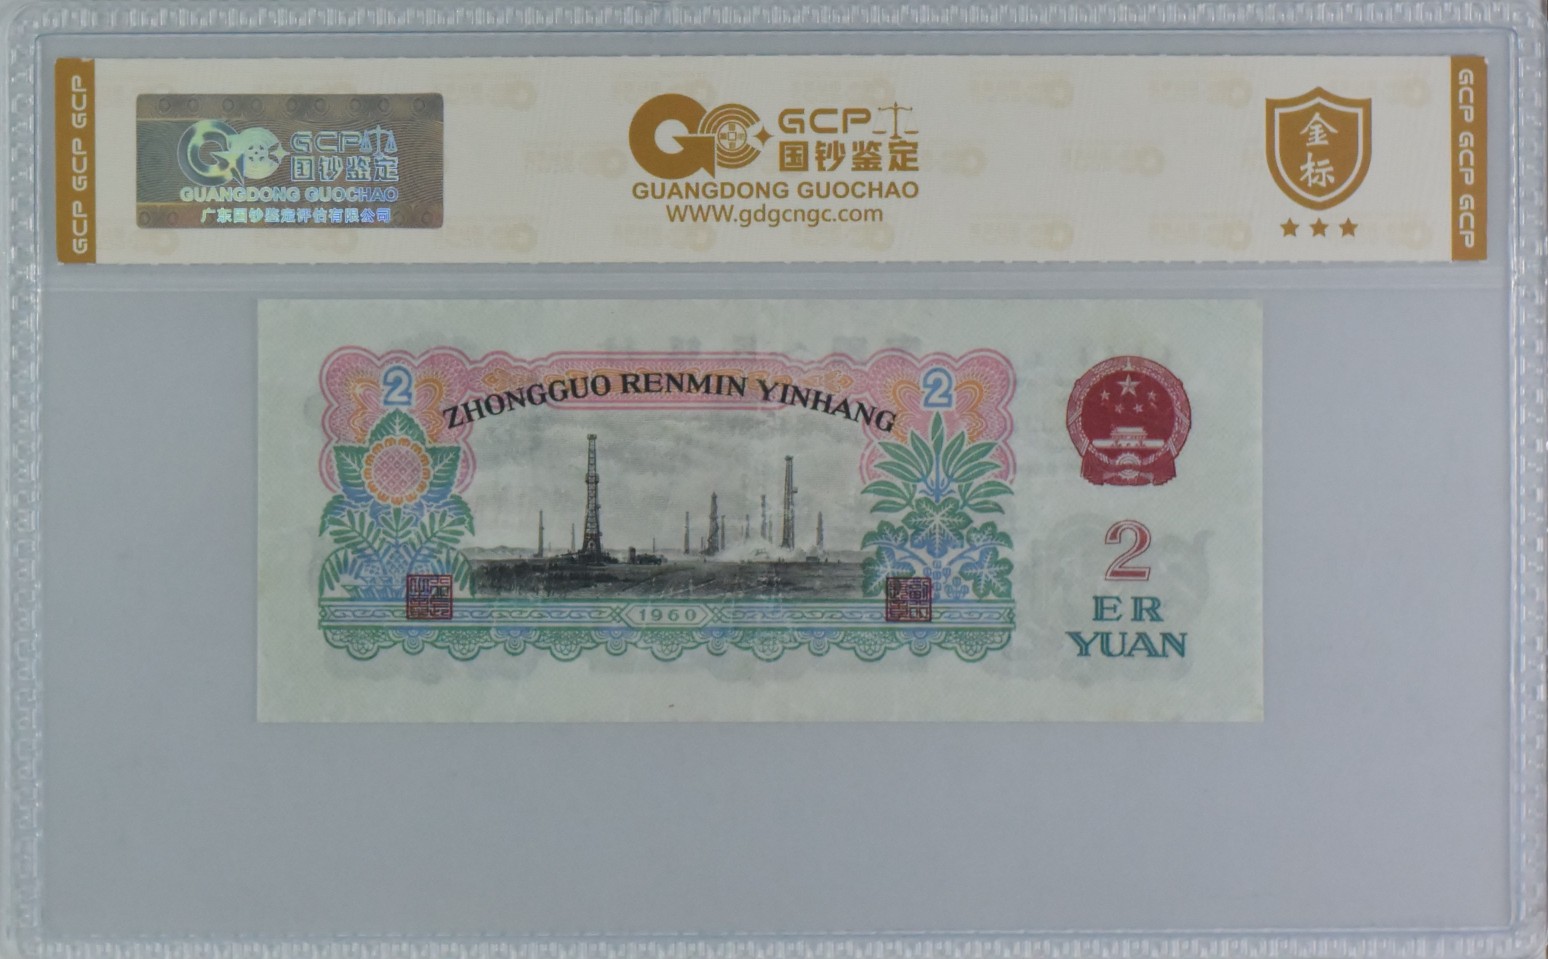 GCP GCP GCP
GCP 国钞鉴定
GUANGDONG GUOCHAO
广东国钞鉴定评估有限公司
GCP
国钞鉴定
GUANGDONG GUOCHAO
WWW.gdgcngc.com
金
标
GCP GCP GCP
2
2
ZHONGGUO RENMIN YINHANG
1960
2
ER
YUAN